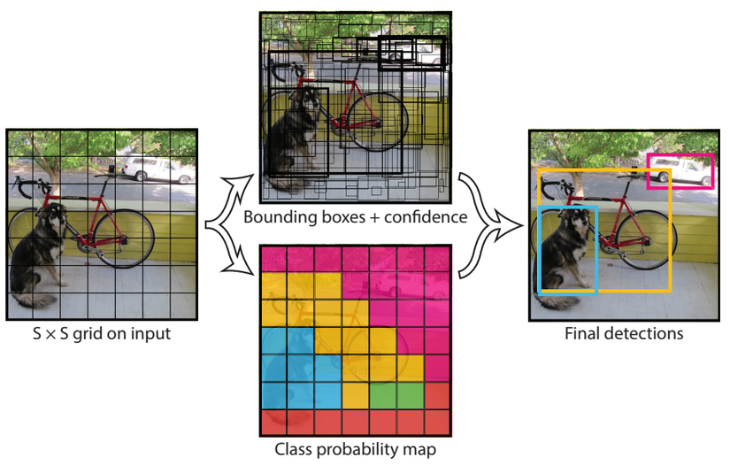 Bounding boxes + confidence
S × S grid on input
Final detections
Class probability map